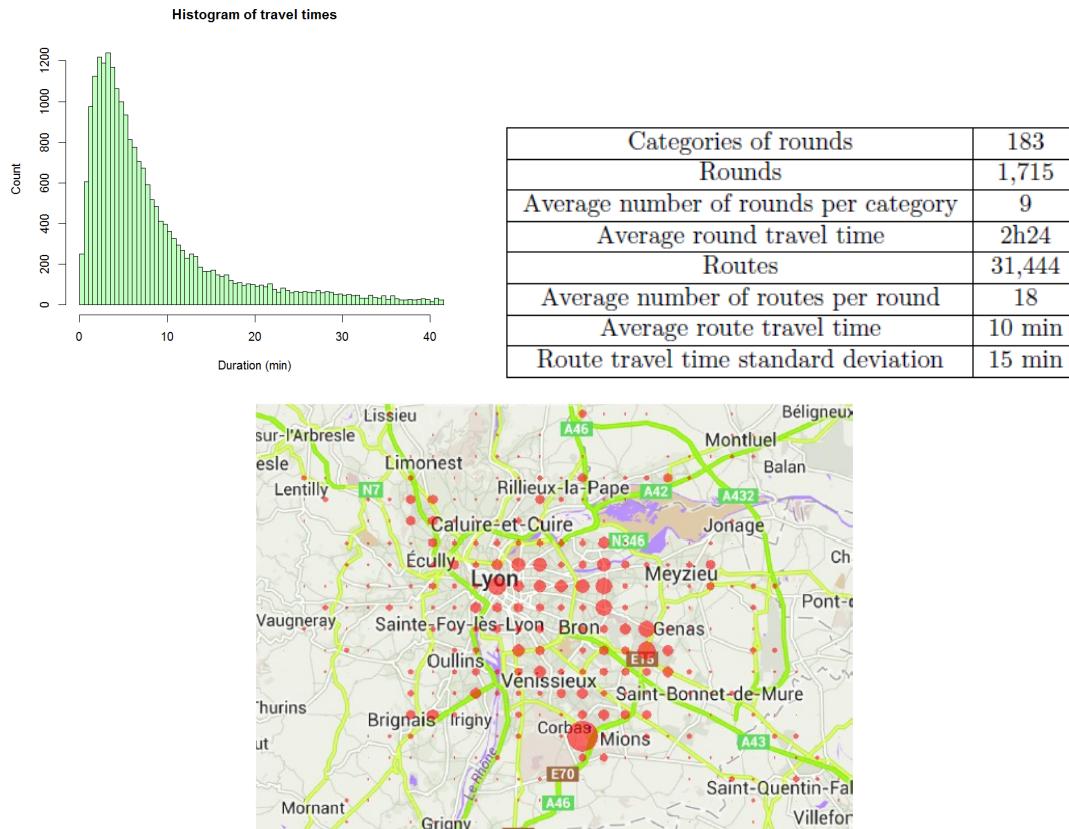 Histogram of travel times
Count
0
200
400
600
800
1000
1200
0
10
20
30
40
Duration (min)
Categories of rounds 183
Rounds 1,715
Average number of rounds per category 9
Average round travel time 2h24
Routes 31,444
Average number of routes per round 18
Average route travel time 10 min
Route travel time standard deviation 15 min
Lissieu
Béligneux
A46
sur-l'Arbresle
Montluel
esle
Limonest
Balan
Lentilly
N7
Rillieux-la-Pape
A42
A432
Caluire-et-Cuire
Jonage
N346
Ch
Écully
Lyon
Meyzieu
Pont-d
Vaugneray
Sainte-Foy-lès-Lyon
Bron
Genas
Oullins
E15
Vénissieux
Saint-Bonnet-de-Mure
Thurins
Brignais
Irigny
Corbas
Mions
ut
A43
Le Rhône
E70
Saint-Quentin-Fal
A46
Mornant
Grigny
Villefon